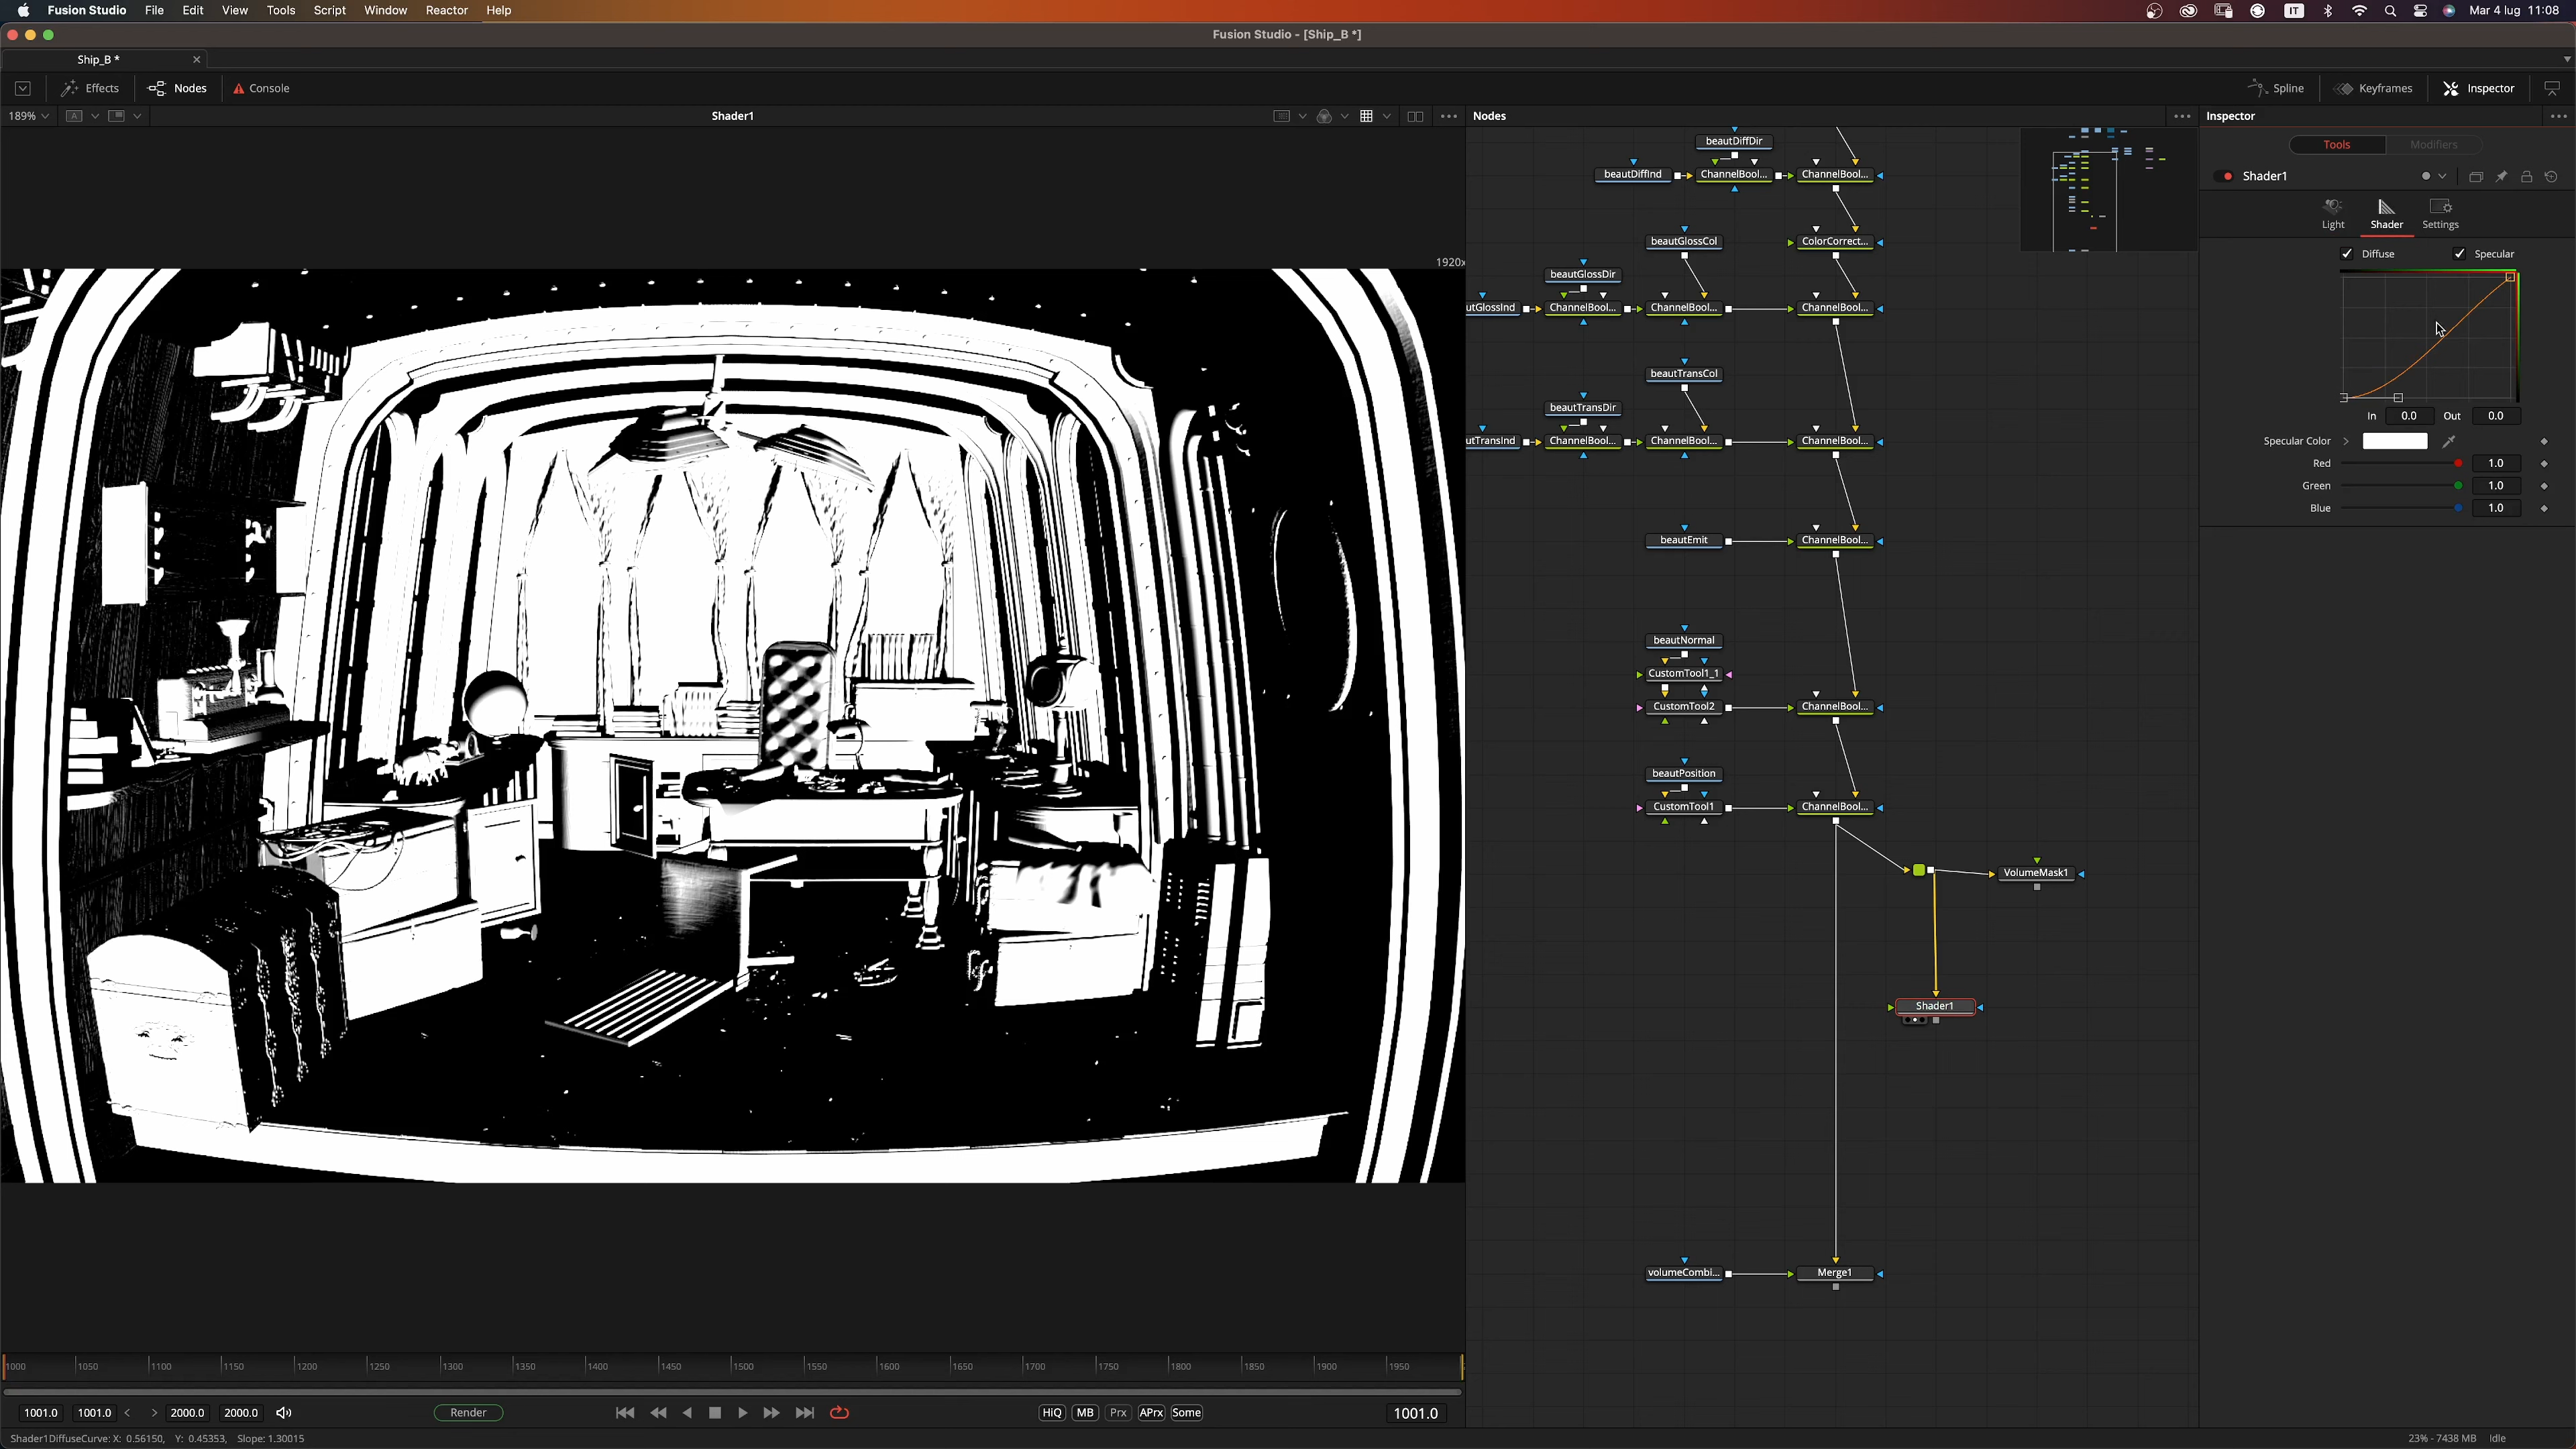 Fusion Studio File Edit View Tools Script Window Reactor Help
IT Mar 4 lug 11:08
Fusion Studio - [Ship_B *]
Ship_B *
Effects Nodes Console
Spline Keyframes Inspector
189% A Shader1
Nodes
Inspector
1920x
beautDiffDir
beautDiffInd ChannelBool... ChannelBool...
beautGlossCol ColorCorrect...
beautGlossDir
utGlossInd ChannelBool... ChannelBool... ChannelBool...
beautTransCol
beautTransDir
utTransInd ChannelBool... ChannelBool... ChannelBool...
beautEmit ChannelBool...
beautNormal
CustomTool1_1
CustomTool2 ChannelBool...
beautPosition
CustomTool1 ChannelBool...
VolumeMask1
Shader1
volumeCombi... Merge1
Tools Modifiers
Shader1
Light Shader Settings
Diffuse Specular
In 0.0 Out 0.0
Specular Color
Red 1.0
Green 1.0
Blue 1.0
1000 1050 1100 1150 1200 1250 1300 1350 1400 1450 1500 1550 1600 1650 1700 1750 1800 1850 1900 1950
1001.0 1001.0 < > 2000.0 2000.0 Render HiQ MB Prx APrx Some 1001.0
Shader1DiffuseCurve: X: 0.56150, Y: 0.45353, Slope: 1.30015
23% - 7438 MB Idle